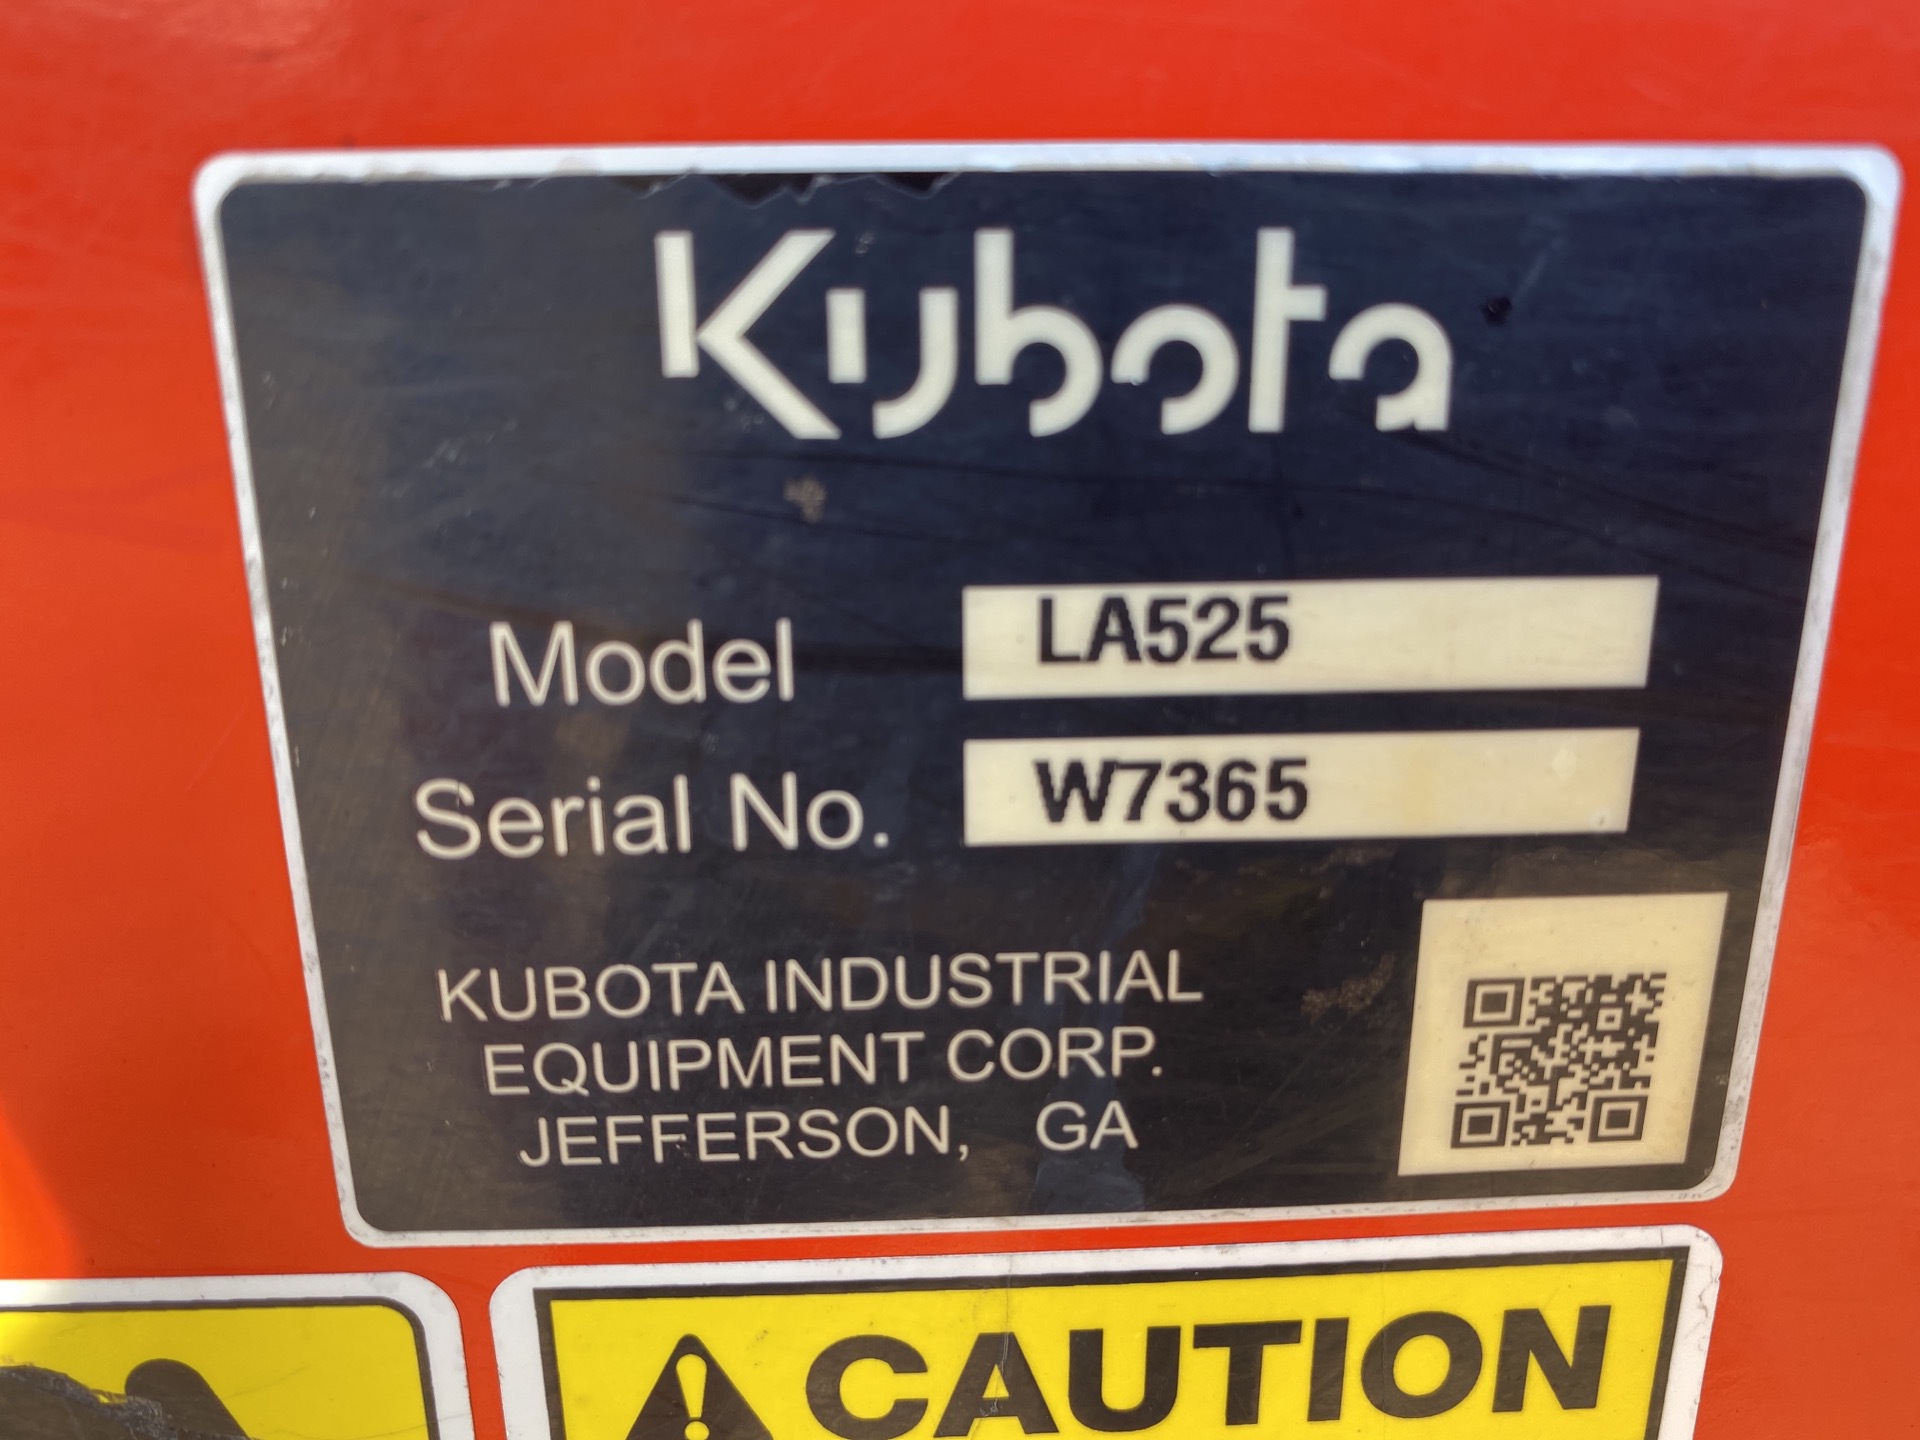 Kubota
Model LA525
Serial No. W7365
KUBOTA INDUSTRIAL
EQUIPMENT CORP.
JEFFERSON, GA
CAUTION